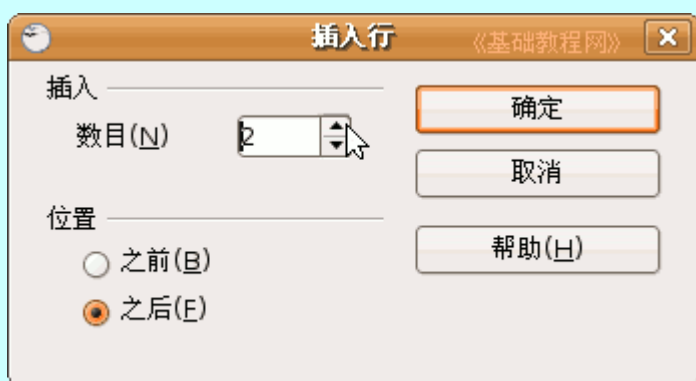 插入行 《基础教程网》
插入
数目(N) 2
位置
之前(B)
之后(F)
确定
取消
帮助(H)